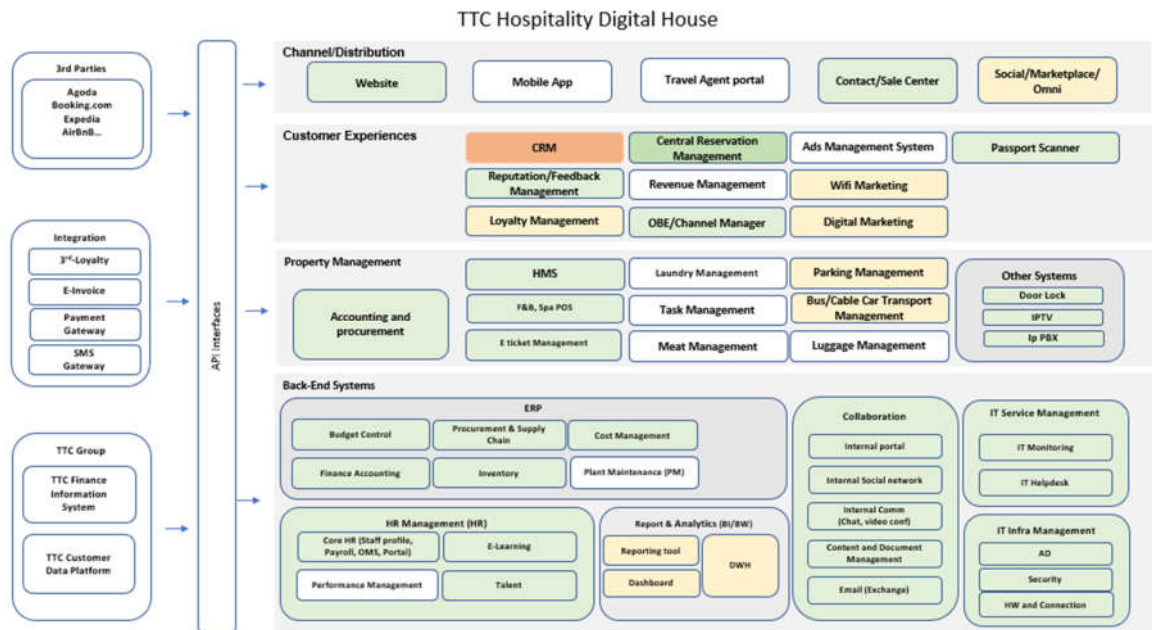 TTC Hospitality Digital House
3rd Parties
Agoda
Booking.com
Expedia
AirBnB...
Integration
3rd-Loyalty
E-Invoice
Payment
Gateway
SMS
Gateway
TTC Group
TTC Finance
Information
System
TTC Customer
Data Platform
API Interfaces
Channel/Distribution
Website
Mobile App
Travel Agent portal
Contact/Sale Center
Social/Marketplace/
Omni
Customer Experiences
CRM
Central Reservation
Management
Ads Management System
Passport Scanner
Reputation/Feedback
Management
Revenue Management
Wifi Marketing
Loyalty Management
OBE/Channel Manager
Digital Marketing
Property Management
Accounting and
procurement
HMS
Laundry Management
Parking Management
F&B, Spa POS
Task Management
Bus/Cable Car Transport
Management
E ticket Management
Meat Management
Luggage Management
Other Systems
Door Lock
IPTV
Ip PBX
Back-End Systems
ERP
Budget Control
Procurement & Supply
Chain
Cost Management
Finance Accounting
Inventory
Plant Maintenance (PM)
HR Management (HR)
Core HR (Staff profile,
Payroll, OMS, Portal)
E-Learning
Performance Management
Talent
Report & Analytics (BI/BW)
Reporting tool
Dashboard
DWH
Collaboration
Internal portal
Internal Social network
Internal Comm
(Chat, video conf)
Content and Document
Management
Email (Exchange)
IT Service Management
IT Monitoring
IT Helpdesk
IT Infra Management
AD
Security
HW and Connection